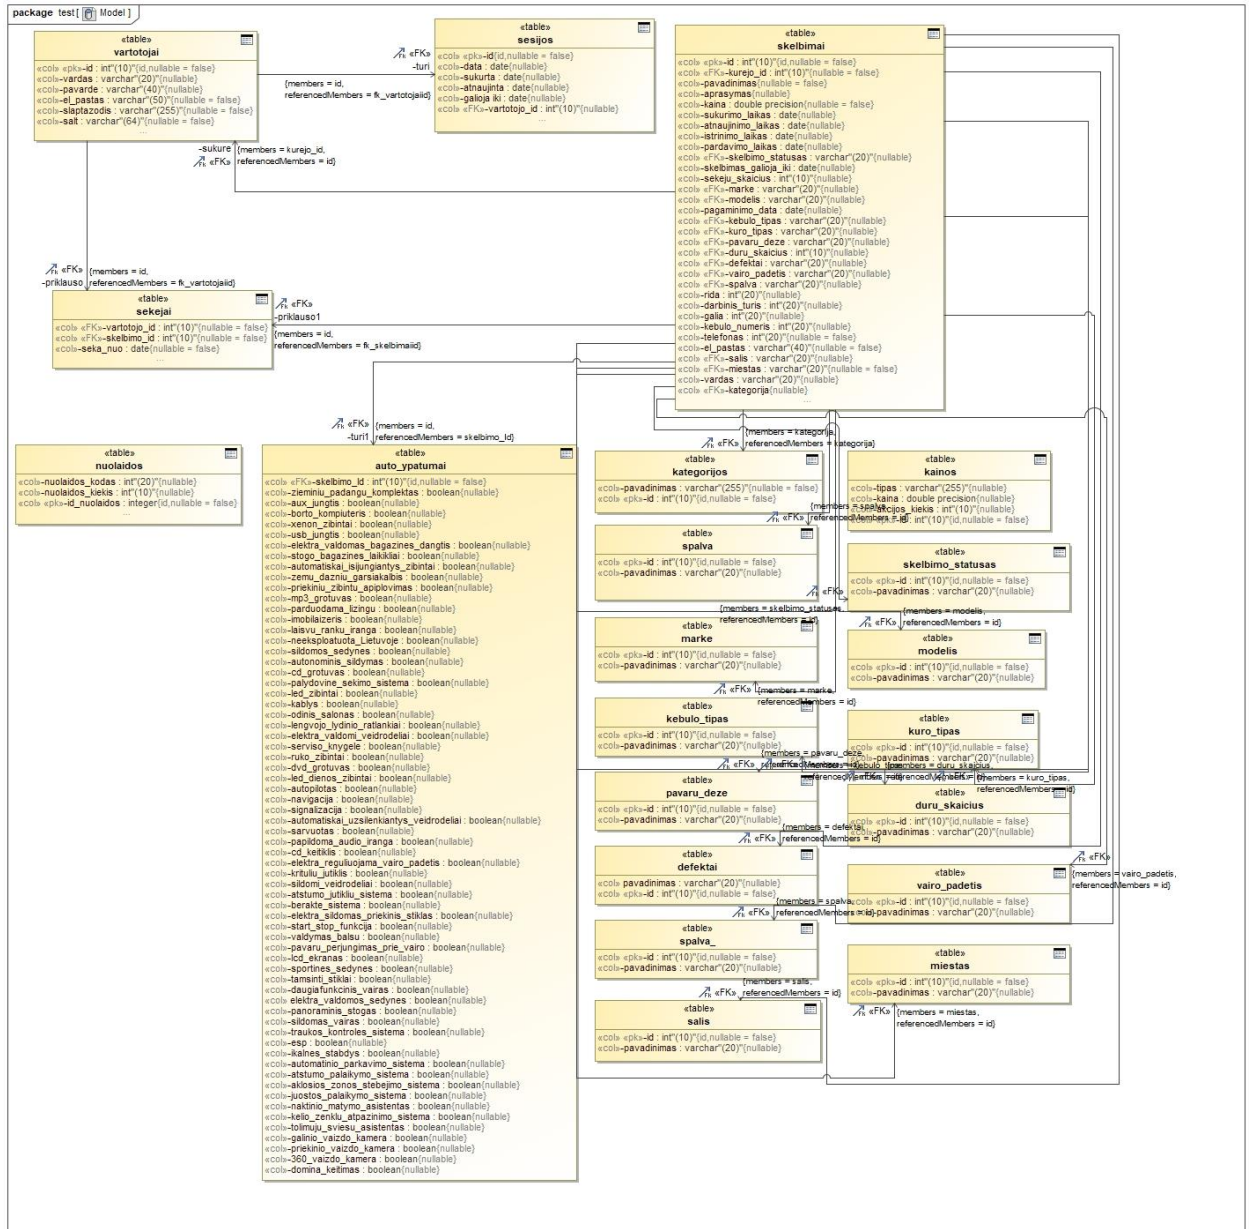 package test [ Model ]
«table»
vartotojai
«col» «pk»-id : int"(10)"{id,nullable = false}
«col»-vardas : varchar"(20)"{nullable}
«col»-pavarde : varchar"(40)"{nullable}
«col»-el_pastas : varchar"(50)"{nullable = false}
«col»-slaptazodis : varchar"(255)"{nullable = false}
«col»-salt : varchar"(64)"{nullable = false}
...
«FK»
-turi
{members = id,
referencedMembers = fk_vartotojaiid}
«table»
sesijos
«col» «pk»-id{id,nullable = false}
«col»-data : date{nullable}
«col»-sukurta : date{nullable}
«col»-atnaujinta : date{nullable}
«col»-galioja iki : date{nullable}
«col» «FK»-vartotojo_id : int"(10)"{nullable}
...
«table»
skelbimai
«col» «pk»-id : int"(10)"{id,nullable = false}
«col» «FK»-kurejo_id : int"(10)"{nullable = false}
«col»-pavadinimas{nullable = false}
«col»-aprasymas{nullable}
«col»-kaina : double precision{nullable = false}
«col»-sukurimo_laikas : date{nullable}
«col»-atnaujinimo_laikas : date{nullable}
«col»-istrinimo_laikas : date{nullable}
«col»-pardavimo_laikas : date{nullable}
«col» «FK»-skelbimo_statusas : varchar"(20)"{nullable}
«col»-skelbimas_galioja_iki : date{nullable}
«col»-sekeju_skaicius : int"(10)"{nullable}
«col» «FK»-marke : varchar"(20)"{nullable}
«col» «FK»-modelis : varchar"(20)"{nullable}
«col»-pagaminimo_data : date{nullable}
«col» «FK»-kebulo_tipas : varchar"(20)"{nullable}
«col» «FK»-kuro_tipas : varchar"(20)"{nullable}
«col» «FK»-pavaru_deze : varchar"(20)"{nullable}
«col» «FK»-duru_skaicius : int"(10)"{nullable}
«col» «FK»-defektai : varchar"(20)"{nullable}
«col» «FK»-vairo_padetis : varchar"(20)"{nullable}
«col» «FK»-spalva : varchar"(20)"{nullable}
«col»-rida : int"(20)"{nullable}
«col»-darbinis_turis : int"(20)"{nullable}
«col»-galia : int"(20)"{nullable}
«col»-kebulo_numeris : int"(20)"{nullable}
«col»-telefonas : int"(20)"{nullable}
«col»-el_pastas : varchar"(40)"{nullable = false}
«col» «FK»-salis : varchar"(20)"{nullable}
«col» «FK»-miestas : varchar"(20)"{nullable = false}
«col»-vardas : varchar"(20)"{nullable}
«col» «FK»-kategorija{nullable}
...
-sukure
«FK»
{members = kurejo_id,
referencedMembers = id}
«FK»
-priklauso
{members = id,
referencedMembers = fk_vartotojaiid}
«table»
sekejai
«col» «FK»-vartotojo_id : int"(10)"{nullable = false}
«col» «FK»-skelbimo_id : int"(10)"{nullable = false}
«col»-seka_nuo : date{nullable = false}
...
«FK»
-priklauso1
{members = id,
referencedMembers = fk_skelbimaiid}
«FK»
-turi1
{members = id,
referencedMembers = skelbimo_Id}
«table»
nuolaidos
«col»-nuolaidos_kodas : int"(20)"{nullable}
«col»-nuolaidos_kiekis : int"(10)"{nullable}
«col» «pk»-id_nuolaidos : integer{id,nullable = false}
...
«table»
auto_ypatumai
«col» «FK»-skelbimo_Id : int"(10)"{id,nullable = false}
«col»-zieminiu_padangu_komplektas : boolean{nullable}
«col»-aux_jungtis : boolean{nullable}
«col»-borto_kompiuteris : boolean{nullable}
«col»-xenon_zibintai : boolean{nullable}
«col»-usb_jungtis : boolean{nullable}
«col»-elektra_valdomas_bagazines_dangtis : boolean{nullable}
«col»-stogo_bagazines_laikikliai : boolean{nullable}
«col»-automatiskai_isijungiantys_zibintai : boolean{nullable}
«col»-zemu_dazniu_garsiakalbis : boolean{nullable}
«col»-priekiniu_zibintu_apiplovimas : boolean{nullable}
«col»-mp3_grotuvas : boolean{nullable}
«col»-parduodama_lizingu : boolean{nullable}
«col»-imobilaizeris : boolean{nullable}
«col»-laisvu_ranku_iranga : boolean{nullable}
«col»-neeksploatuota_Lietuvoje : boolean{nullable}
«col»-sildomos_sedynes : boolean{nullable}
«col»-autonominis_sildymas : boolean{nullable}
«col»-cd_grotuvas : boolean{nullable}
«col»-palydovine_sekimo_sistema : boolean{nullable}
«col»-led_zibintai : boolean{nullable}
«col»-kablys : boolean{nullable}
«col»-odinis_salonas : boolean{nullable}
«col»-lengvojo_lydinio_ratlankiai : boolean{nullable}
«col»-elektra_valdomi_veidrodeliai : boolean{nullable}
«col»-serviso_knygele : boolean{nullable}
«col»-ruko_zibintai : boolean{nullable}
«col»-dvd_grotuvas : boolean{nullable}
«col»-led_dienos_zibintai : boolean{nullable}
«col»-autopilotas : boolean{nullable}
«col»-navigacija : boolean{nullable}
«col»-signalizacija : boolean{nullable}
«col»-automatiskai_uzsilenkiantys_veidrodeliai : boolean{nullable}
«col»-sarvuotas : boolean{nullable}
«col»-papildoma_audio_iranga : boolean{nullable}
«col»-cd_keitiklis : boolean{nullable}
«col»-elektra_reguliuojama_vairo_padetis : boolean{nullable}
«col»-krituliu_jutiklis : boolean{nullable}
«col»-sildomi_veidrodeliai : boolean{nullable}
«col»-atstumo_jutikliu_sistema : boolean{nullable}
«col»-berakte_sistema : boolean{nullable}
«col»-elektra_sildomas_priekinis_stiklas : boolean{nullable}
«col»-start_stop_funkcija : boolean{nullable}
«col»-valdymas_balsu : boolean{nullable}
«col»-pavaru_perjungimas_prie_vairo : boolean{nullable}
«col»-lcd_ekranas : boolean{nullable}
«col»-sportines_sedynes : boolean{nullable}
«col»-tamsinti_stiklai : boolean{nullable}
«col»-daugiafunkcinis_vairas : boolean{nullable}
«col» elektra_valdomos_sedynes : boolean{nullable}
«col»-panoraminis_stogas : boolean{nullable}
«col»-sildomas_vairas : boolean{nullable}
«col»-traukos_kontroles_sistema : boolean{nullable}
«col»-esp : boolean{nullable}
«col»-ikalnes_stabdys : boolean{nullable}
«col»-automatinio_parkavimo_sistema : boolean{nullable}
«col»-atstumo_palaikymo_sistema : boolean{nullable}
«col»-aklosios_zonos_stebejimo_sistema : boolean{nullable}
«col»-juostos_palaikymo_sistema : boolean{nullable}
«col»-naktinio_matymo_asistentas : boolean{nullable}
«col»-kelio_zenklu_atpazinimo_sistema : boolean{nullable}
«col»-tolimuju_sviesu_asistentas : boolean{nullable}
«col»-galinio_vaizdo_kamera : boolean{nullable}
«col»-priekinio_vaizdo_kamera : boolean{nullable}
«col»-360_vaizdo_kamera : boolean{nullable}
«col»-domina_keitimas : boolean{nullable}
«FK»
{members = kategorija,
referencedMembers = kategorija}
«table»
kategorijos
«col»-pavadinimas : varchar"(255)"{nullable = false}
«col» «pk»-id : int"(10)"{id,nullable = false}
«table»
kainos
«col»-tipas : varchar"(255)"{nullable}
«col»-kaina : double precision{nullable}
«col»-akcijos_kiekis : int"(10)"{nullable}
«col» «pk»-id : int"(10)"{id,nullable = false}
«FK»
{members = spalva,
referencedMembers = id}
«table»
spalva
«col» «pk»-id : int"(10)"{id,nullable = false}
«col»-pavadinimas : varchar"(20)"{nullable}
«table»
skelbimo_statusas
«col» «pk»-id : int"(10)"{id,nullable = false}
«col»-pavadinimas : varchar"(20)"{nullable}
«FK»
{members = skelbimo_statusas,
referencedMembers = id}
«FK»
{members = modelis,
referencedMembers = id}
«table»
marke
«col» «pk»-id : int"(10)"{id,nullable = false}
«col»-pavadinimas : varchar"(20)"{nullable}
«table»
modelis
«col» «pk»-id : int"(10)"{id,nullable = false}
«col»-pavadinimas : varchar"(20)"{nullable}
«FK»
{members = marke,
referencedMembers = id}
«table»
kebulo_tipas
«col» «pk»-id : int"(10)"{id,nullable = false}
«col»-pavadinimas : varchar"(20)"{nullable}
«table»
kuro_tipas
«col» «pk»-id : int"(10)"{id,nullable = false}
«col»-pavadinimas : varchar"(20)"{nullable}
{members = pavaru_deze,
{members = duru_skaicius,
{members = kuro_tipas,
referencedMembers = id}
«table»
pavaru_deze
«col» «pk»-id : int"(10)"{id,nullable = false}
«col»-pavadinimas : varchar"(20)"{nullable}
«table»
duru_skaicius
«col» «pk»-id : int"(10)"{id,nullable = false}
«col»-pavadinimas : varchar"(20)"{nullable}
«FK»
{members = defektai,
referencedMembers = id}
«table»
defektai
«col» pavadinimas : varchar"(20)"{nullable}
«col» «pk»-id : int"(10)"{id,nullable = false}
«FK»
{members = vairo_padetis,
referencedMembers = id}
«table»
vairo_padetis
«col» «pk»-id : int"(10)"{id,nullable = false}
«col»-pavadinimas : varchar"(20)"{nullable}
«FK»
{members = spalva,
referencedMembers = id}
«table»
spalva_
«col» «pk»-id : int"(10)"{id,nullable = false}
«col»-pavadinimas : varchar"(20)"{nullable}
«table»
miestas
«col» «pk»-id : int"(10)"{id,nullable = false}
«col»-pavadinimas : varchar"(20)"{nullable}
«FK»
{members = salis,
referencedMembers = id}
«table»
salis
«col» «pk»-id : int"(10)"{id,nullable = false}
«col»-pavadinimas : varchar"(20)"{nullable}
«FK»
{members = miestas,
referencedMembers = id}